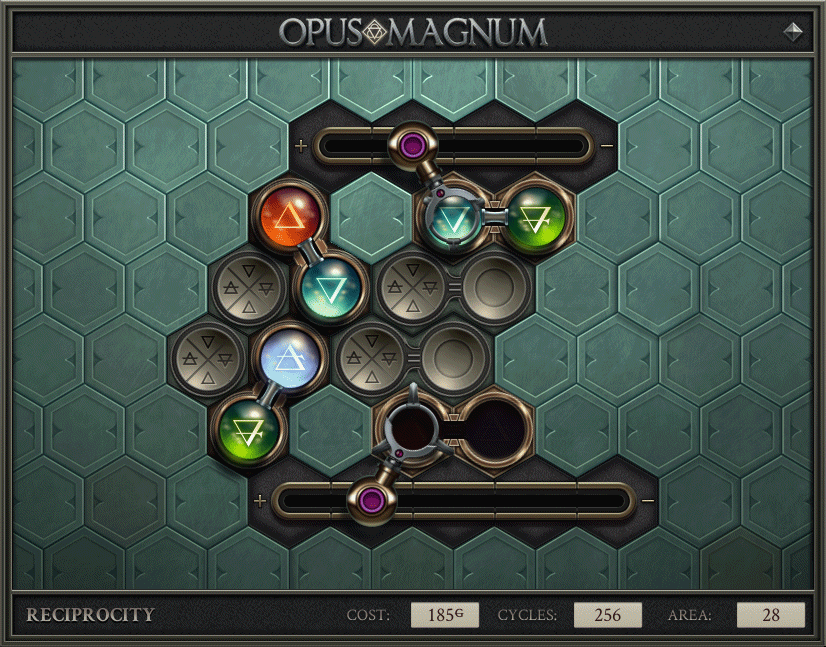 OPUS MAGNUM
+ −
+ −
RECIPROCITY COST: 185G CYCLES: 256 AREA: 28